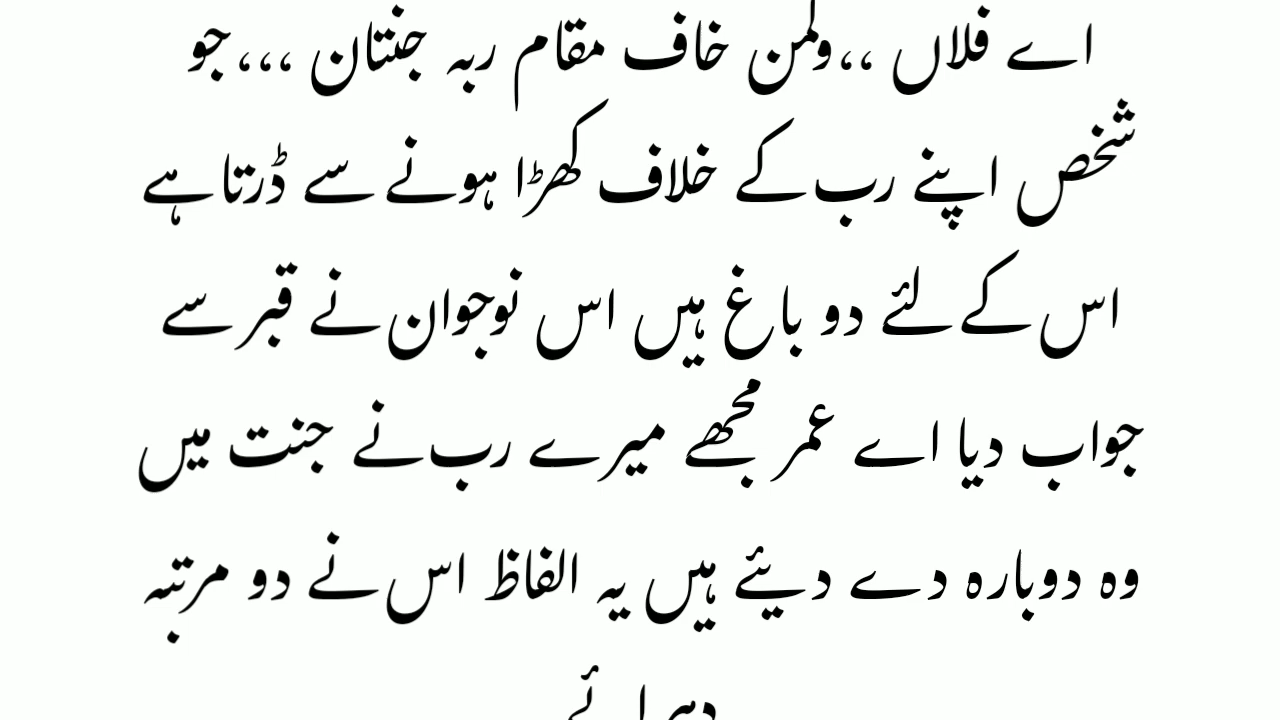 اے فلاں ،،ولمن خاف مقام ربہ جنتان ،،،جو
شخص اپنے رب کے خلاف کھڑا ہونے سے ڈرتا ہے
اس کے لئے دو باغ ہیں اس نوجوان نے قبر سے
جواب دیا اے عمر مجھے میرے رب نے جنت میں
وہ دوبارہ دے دیئے ہیں یہ الفاظ اس نے دو مرتبہ
دہرائے